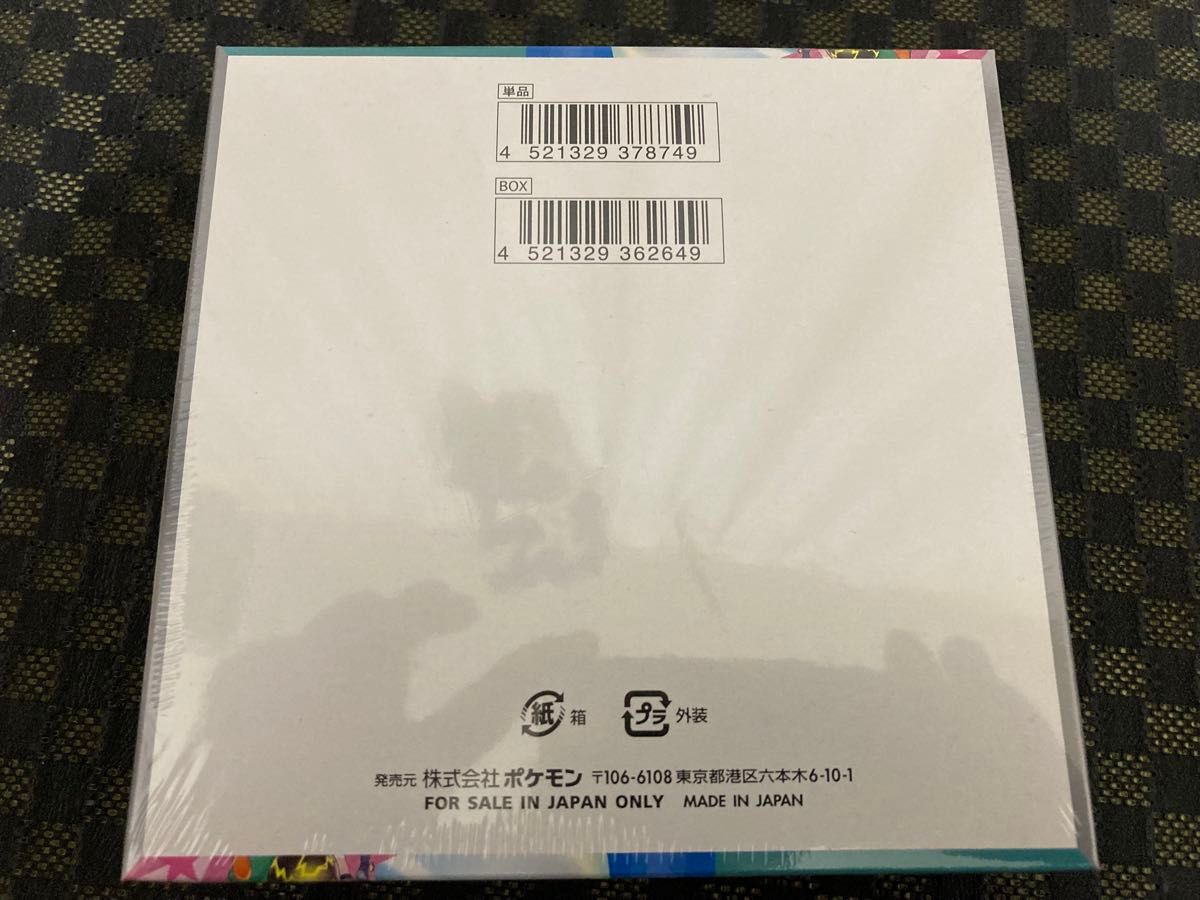 単品
4 521329 378749
BOX
4 521329 362649
紙 箱 プラ 外装
発売元 株式会社 ポケモン 〒106-6108 東京都港区六本木6-10-1
FOR SALE IN JAPAN ONLY MADE IN JAPAN